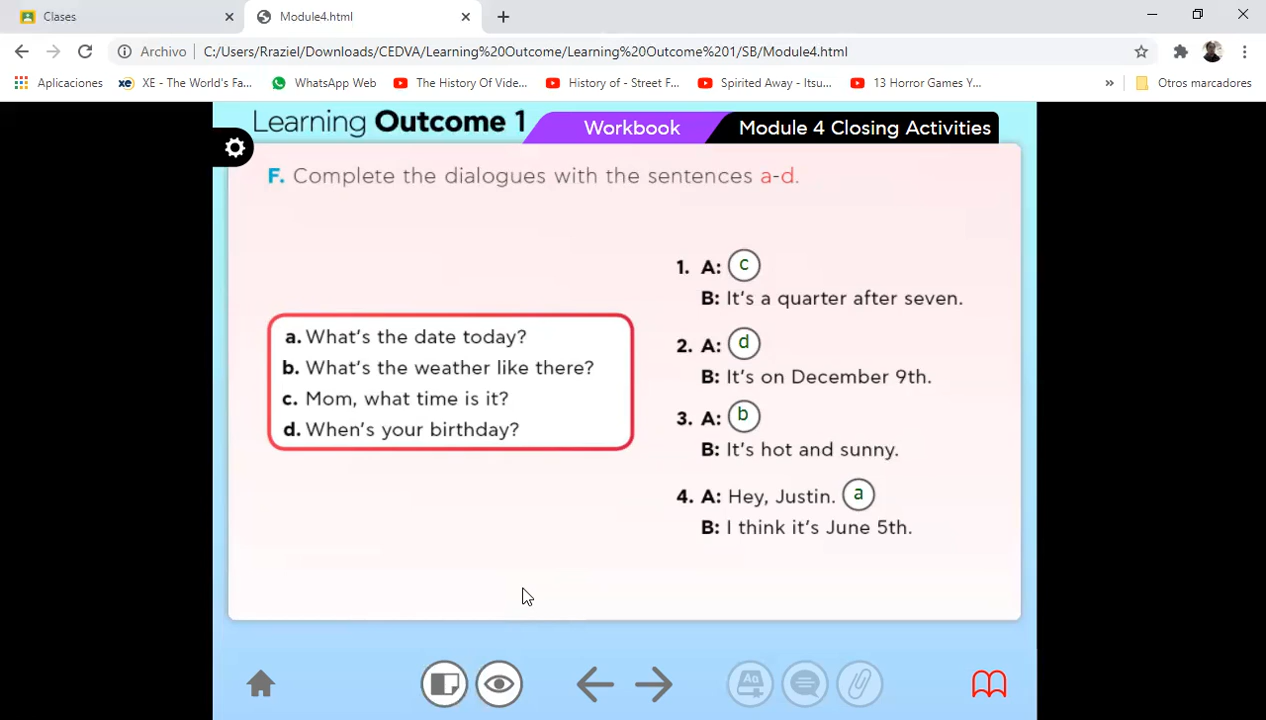 Clases
Module4.html
Archivo C:/Users/Rraziel/Downloads/CEDVA/Learning%20Outcome/Learning%20Outcome%201/SB/Module4.html
Aplicaciones XE - The World's Fa... WhatsApp Web The History Of Vide... History of - Street F... Spirited Away - Itsu... 13 Horror Games Y... » Otros marcadores
Learning Outcome 1 Workbook Module 4 Closing Activities
F. Complete the dialogues with the sentences a-d.
a. What's the date today?
b. What's the weather like there?
c. Mom, what time is it?
d. When's your birthday?
1. A: c
B: It's a quarter after seven.
2. A: d
B: It's on December 9th.
3. A: b
B: It's hot and sunny.
4. A: Hey, Justin. a
B: I think it's June 5th.
Aa